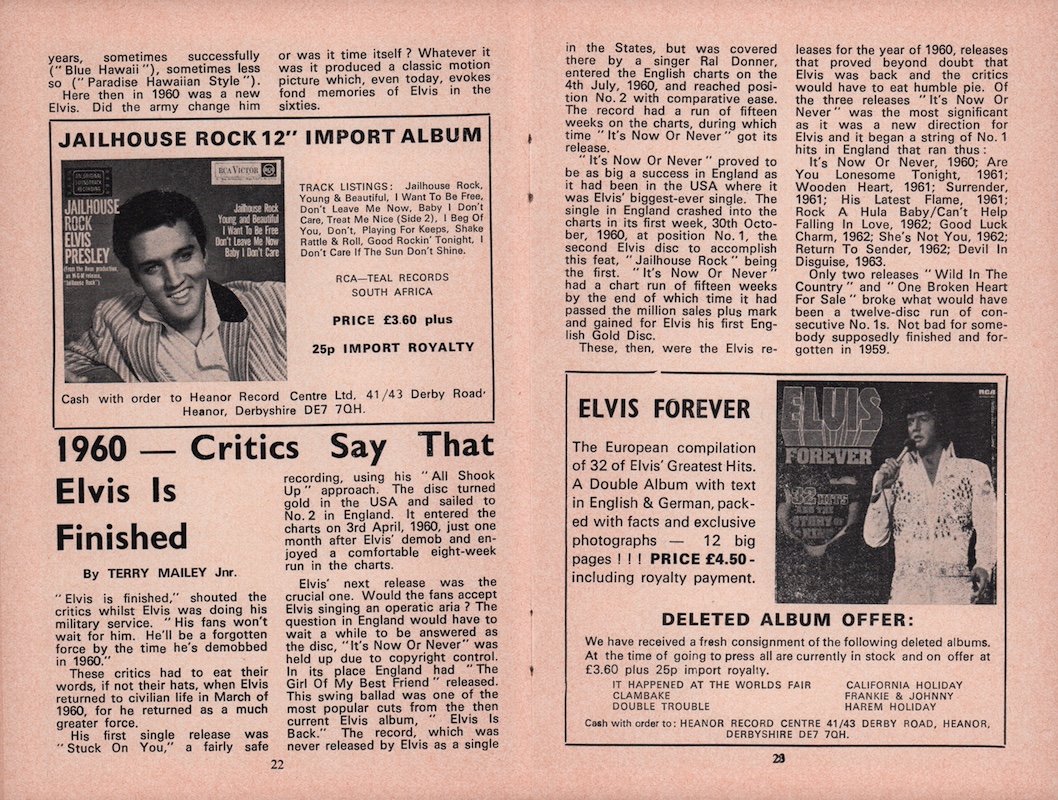 years, sometimes successfully
("Blue Hawaii"), sometimes less
so ("Paradise Hawaiian Style").
Here then in 1960 was a new
Elvis. Did the army change him
or was it time itself? Whatever it
was it produced a classic motion
picture which, even today, evokes
fond memories of Elvis in the
sixties.
JAILHOUSE ROCK 12" IMPORT ALBUM
AN ORIGINAL
SOUNDTRACK
RECORDING
RCA VICTOR
RCA
JAILHOUSE
ROCK
ELVIS
PRESLEY
(From the Avon production,
an M-G-M release,
"Jailhouse Rock")
Jailhouse Rock
Young and Beautiful
I Want To Be Free
Don't Leave Me Now
Baby I Don't Care
TRACK LISTINGS: Jailhouse Rock,
Young & Beautiful, I Want To Be Free,
Don't Leave Me Now, Baby I Don't
Care, Treat Me Nice (Side 2), I Beg Of
You, Don't, Playing For Keeps, Shake
Rattle & Roll, Good Rockin' Tonight, I
Don't Care If The Sun Don't Shine.
RCA—TEAL RECORDS
SOUTH AFRICA
PRICE £3.60 plus
25p IMPORT ROYALTY
Cash with order to Heanor Record Centre Ltd, 41/43 Derby Road,
Heanor, Derbyshire DE7 7QH.
1960 — Critics Say That
Elvis Is
Finished
By TERRY MAILEY Jnr.
"Elvis is finished," shouted the
critics whilst Elvis was doing his
military service. "His fans won't
wait for him. He'll be a forgotten
force by the time he's demobbed
in 1960."
These critics had to eat their
words, if not their hats, when Elvis
returned to civilian life in March of
1960, for he returned as a much
greater force.
His first single release was
"Stuck On You," a fairly safe
recording, using his "All Shook
Up" approach. The disc turned
gold in the USA and sailed to
No. 2 in England. It entered the
charts on 3rd April, 1960, just one
month after Elvis' demob and en-
joyed a comfortable eight-week
run in the charts.
Elvis' next release was the
crucial one. Would the fans accept
Elvis singing an operatic aria? The
question in England would have to
wait a while to be answered as
the disc, "It's Now Or Never" was
held up due to copyright control.
In its place England had "The
Girl Of My Best Friend" released.
This swing ballad was one of the
most popular cuts from the then
current Elvis album, " Elvis Is
Back." The record, which was
never released by Elvis as a single
22
in the States, but was covered
there by a singer Ral Donner,
entered the English charts on the
4th July, 1960, and reached posi-
tion No. 2 with comparative ease.
The record had a run of fifteen
weeks on the charts, during which
time "It's Now Or Never" got its
release.
"It's Now Or Never" proved to
be as big a success in England as
it had been in the USA where it
was Elvis' biggest-ever single. The
single in England crashed into the
charts in its first week, 30th Octo-
ber, 1960, at position No. 1, the
second Elvis disc to accomplish
this feat, "Jailhouse Rock" being
the first. "It's Now Or Never"
had a chart run of fifteen weeks
by the end of which time it had
passed the million sales plus mark
and gained for Elvis his first Eng-
lish Gold Disc.
These, then, were the Elvis re-
leases for the year of 1960, releases
that proved beyond doubt that
Elvis was back and the critics
would have to eat humble pie. Of
the three releases "It's Now Or
Never" was the most significant
as it was a new direction for
Elvis and it began a string of No. 1
hits in England that ran thus:
It's Now Or Never, 1960; Are
You Lonesome Tonight, 1961;
Wooden Heart, 1961; Surrender,
1961; His Latest Flame, 1961;
Rock A Hula Baby/Can't Help
Falling In Love, 1962; Good Luck
Charm, 1962; She's Not You, 1962;
Return To Sender, 1962; Devil In
Disguise, 1963.
Only two releases "Wild In The
Country" and "One Broken Heart
For Sale" broke what would have
been a twelve-disc run of con-
secutive No. 1s. Not bad for some-
body supposedly finished and for-
gotten in 1959.
ELVIS FOREVER
The European compilation
of 32 of Elvis' Greatest Hits.
A Double Album with text
in English & German, pack-
ed with facts and exclusive
photographs — 12 big
pages !!! PRICE £4.50 -
including royalty payment.
ELVIS
FOREVER
32 HITS
AND THE
STORY OF
RCA
DELETED ALBUM OFFER:
We have received a fresh consignment of the following deleted albums.
At the time of going to press all are currently in stock and on offer at
£3.60 plus 25p import royalty.
IT HAPPENED AT THE WORLDS FAIR
CLAMBAKE
DOUBLE TROUBLE
CALIFORNIA HOLIDAY
FRANKIE & JOHNNY
HAREM HOLIDAY
Cash with order to: HEANOR RECORD CENTRE 41/43 DERBY ROAD, HEANOR,
DERBYSHIRE DE7 7QH.
23